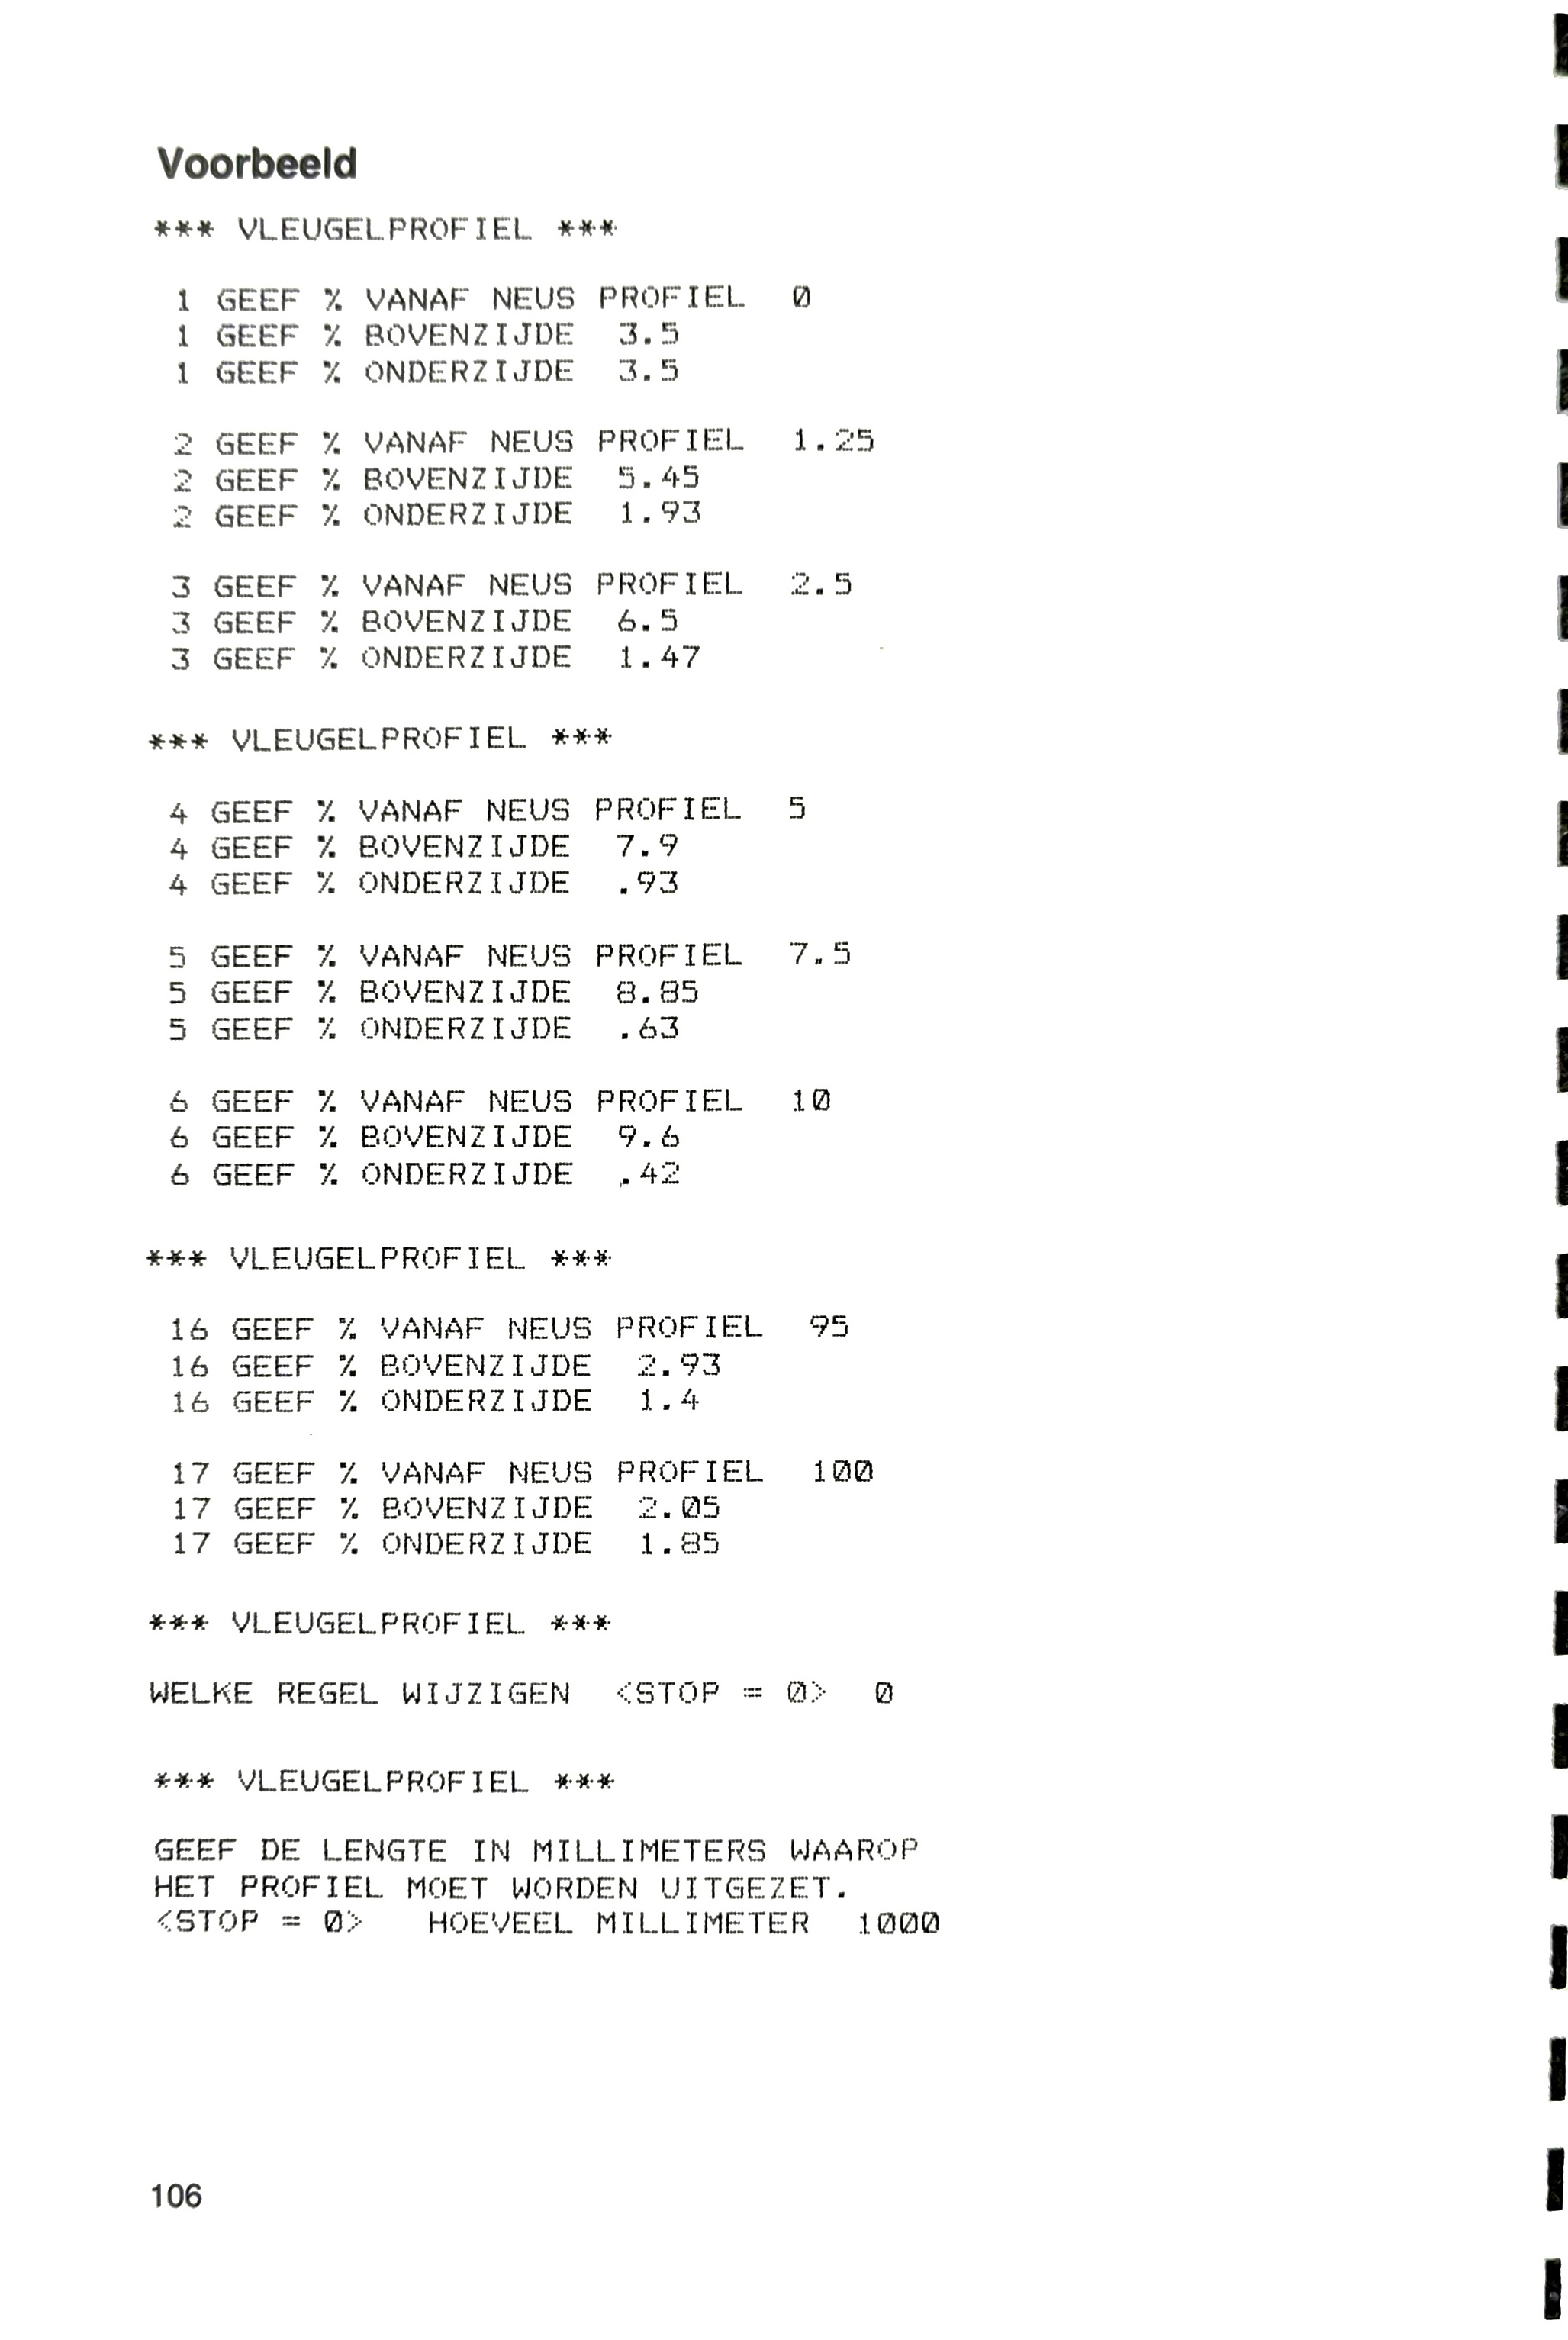 Voorbeeld
*** VLEUGELPROFIEL ***
1 GEEF % VANAF NEUS PROFIEL 0
1 GEEF % BOVENZIJDE 3.5
1 GEEF % ONDERZIJDE 3.5
2 GEEF % VANAF NEUS PROFIEL 1.25
2 GEEF % BOVENZIJDE 5.45
2 GEEF % ONDERZIJDE 1.93
3 GEEF % VANAF NEUS PROFIEL 2.5
3 GEEF % BOVENZIJDE 6.5
3 GEEF % ONDERZIJDE 1.47
*** VLEUGELPROFIEL ***
4 GEEF % VANAF NEUS PROFIEL 5
4 GEEF % BOVENZIJDE 7.9
4 GEEF % ONDERZIJDE .93
5 GEEF % VANAF NEUS PROFIEL 7.5
5 GEEF % BOVENZIJDE 8.85
5 GEEF % ONDERZIJDE .63
6 GEEF % VANAF NEUS PROFIEL 10
6 GEEF % BOVENZIJDE 9.6
6 GEEF % ONDERZIJDE .42
*** VLEUGELPROFIEL ***
16 GEEF % VANAF NEUS PROFIEL 95
16 GEEF % BOVENZIJDE 2.93
16 GEEF % ONDERZIJDE 1.4
17 GEEF % VANAF NEUS PROFIEL 100
17 GEEF % BOVENZIJDE 2.05
17 GEEF % ONDERZIJDE 1.85
*** VLEUGELPROFIEL ***
WELKE REGEL WIJZIGEN <STOP = 0> 0
*** VLEUGELPROFIEL ***
GEEF DE LENGTE IN MILLIMETERS WAAROP
HET PROFIEL MOET WORDEN UITGEZET.
<STOP = 0> HOEVEEL MILLIMETER 1000
106